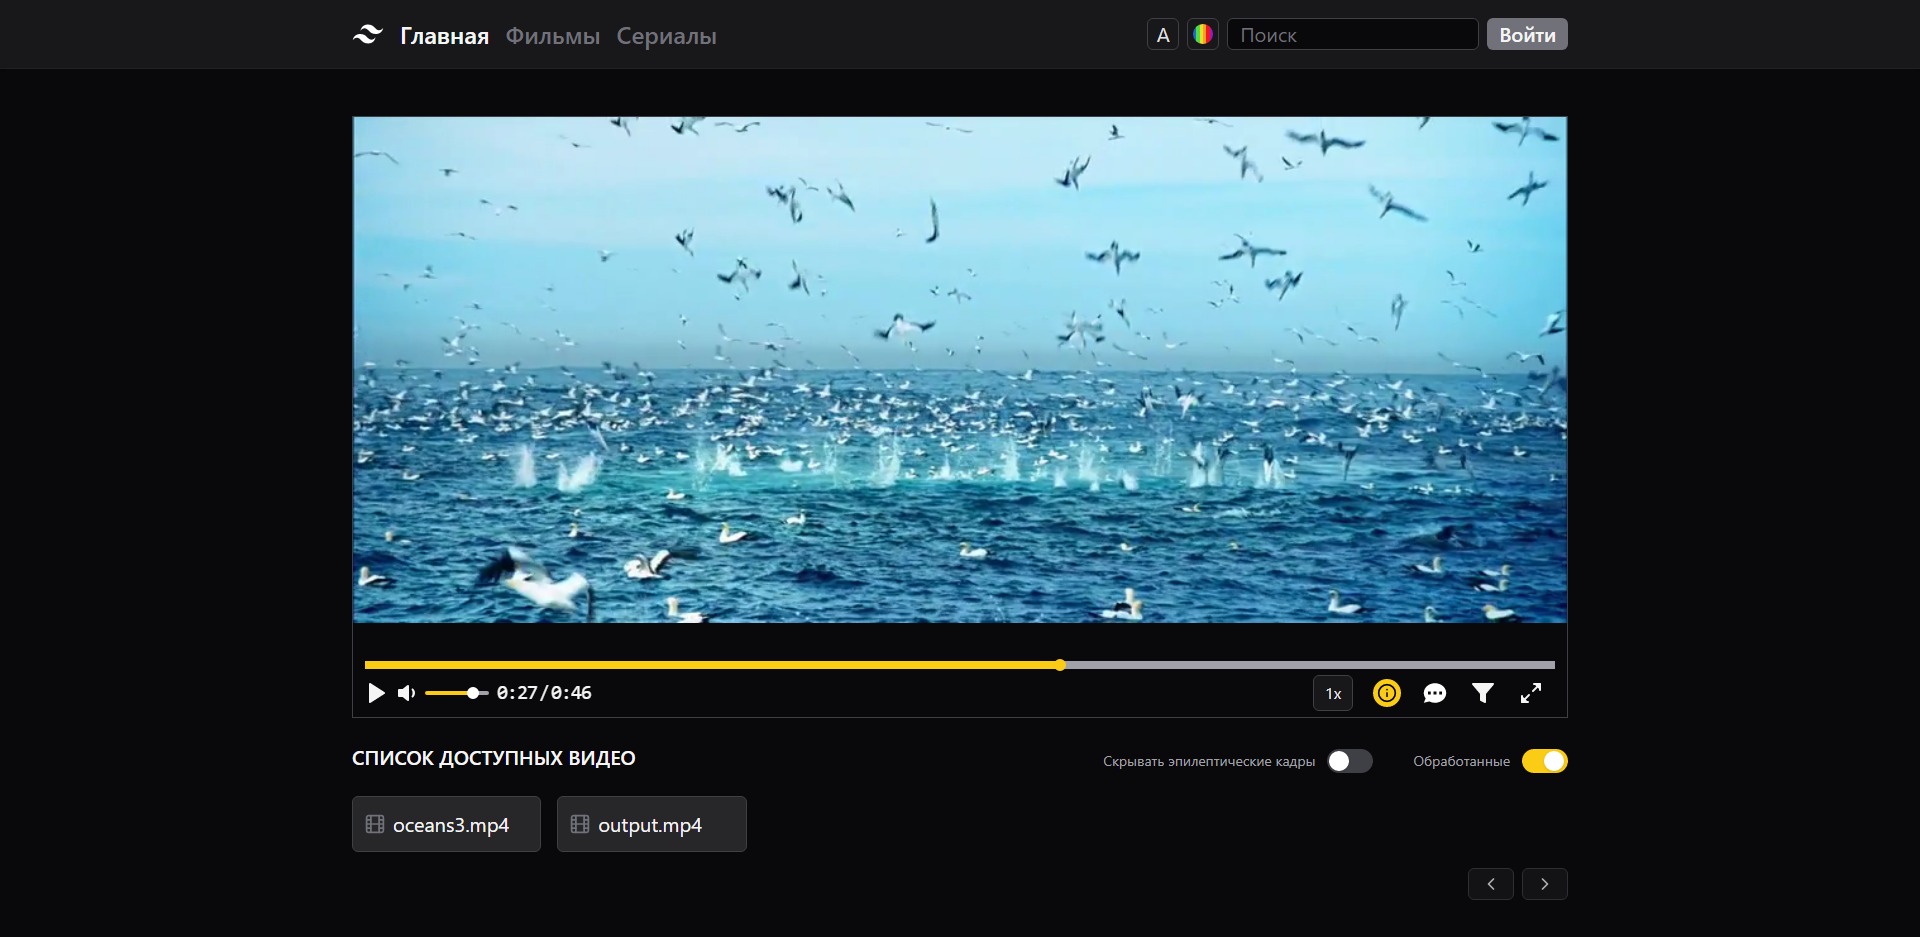 Главная Фильмы Сериалы A Поиск Войти
0:27/0:46 1x
СПИСОК ДОСТУПНЫХ ВИДЕО Скрывать эпилептические кадры Обработанные
oceans3.mp4 output.mp4